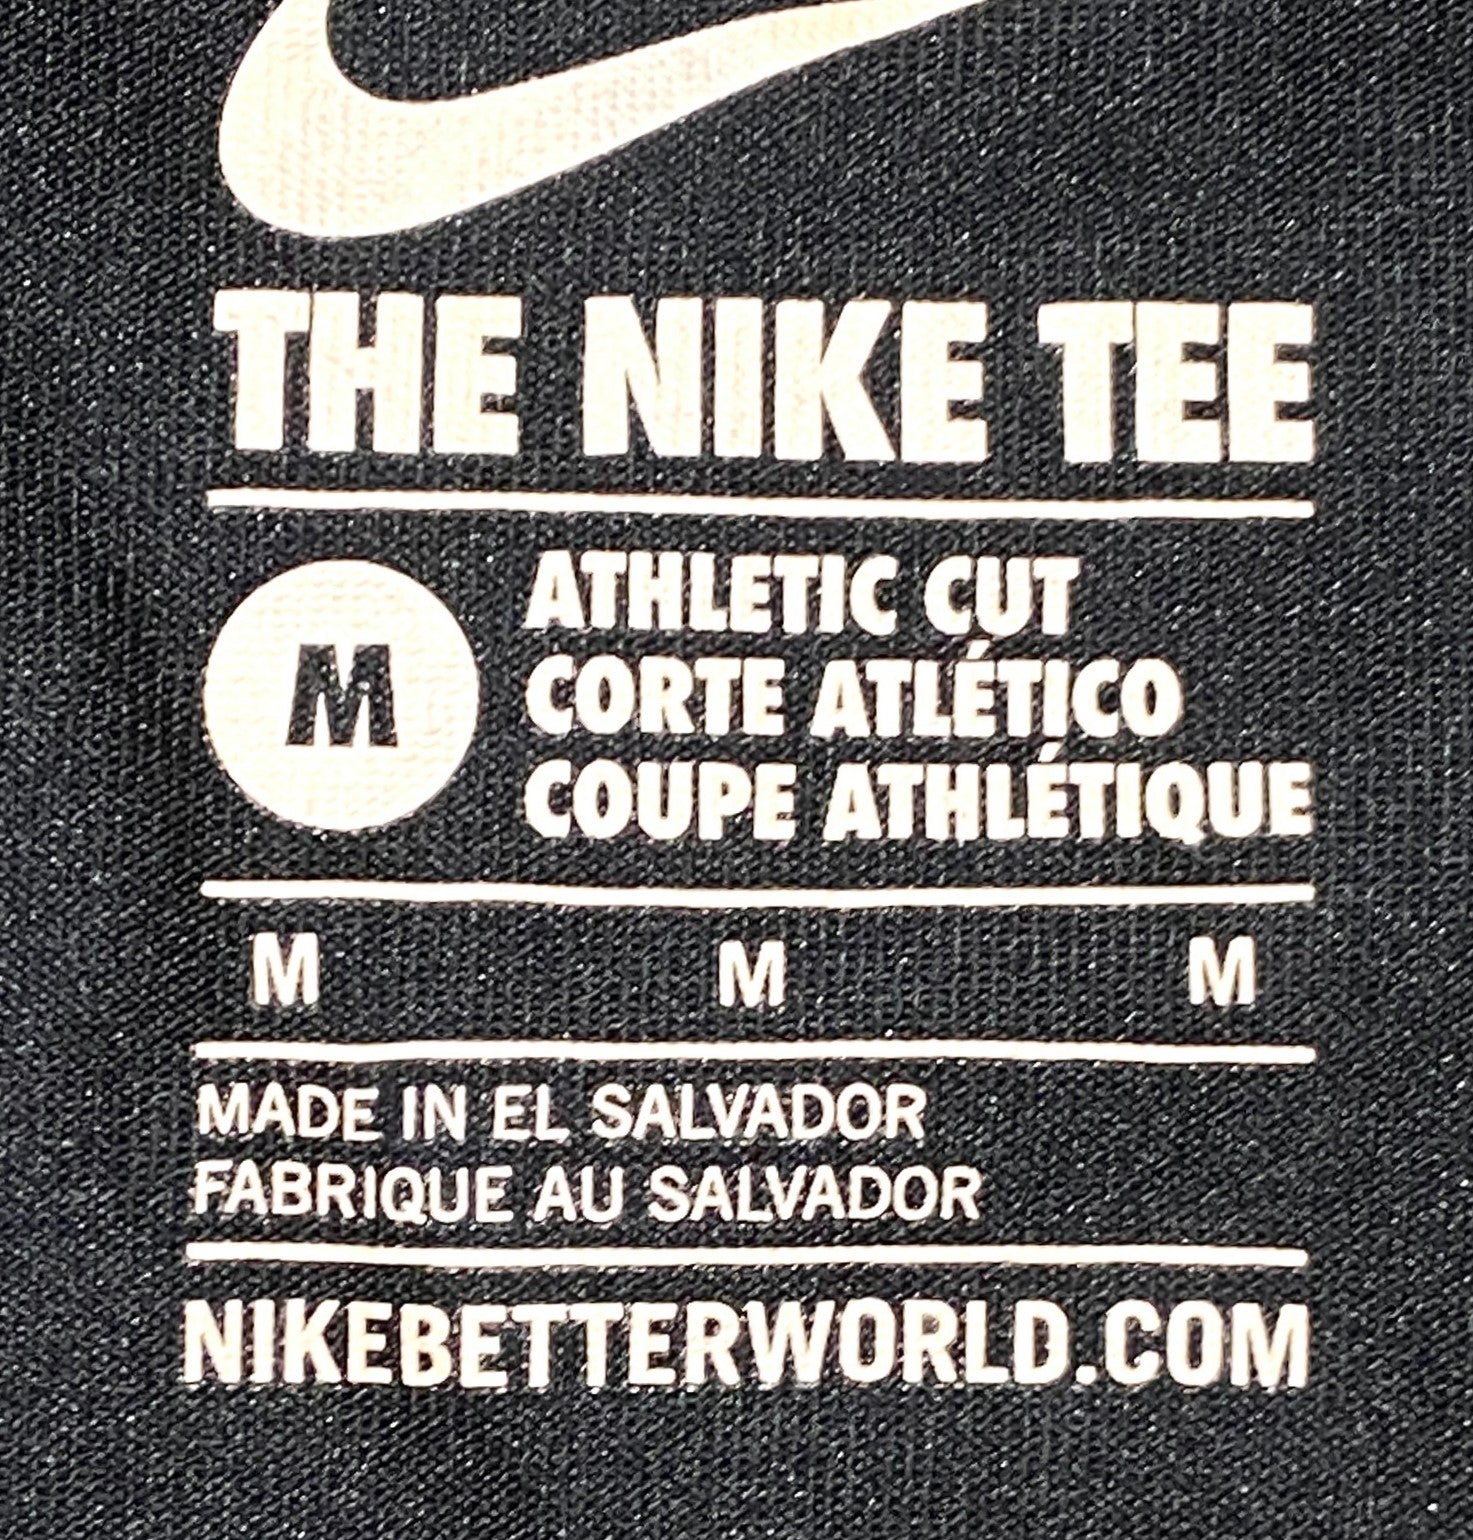 THE NIKE TEE
M
ATHLETIC CUT
CORTE ATLÉTICO
COUPE ATHLÉTIQUE
M M M
MADE IN EL SALVADOR
FABRIQUE AU SALVADOR
NIKEBETTERWORLD.COM